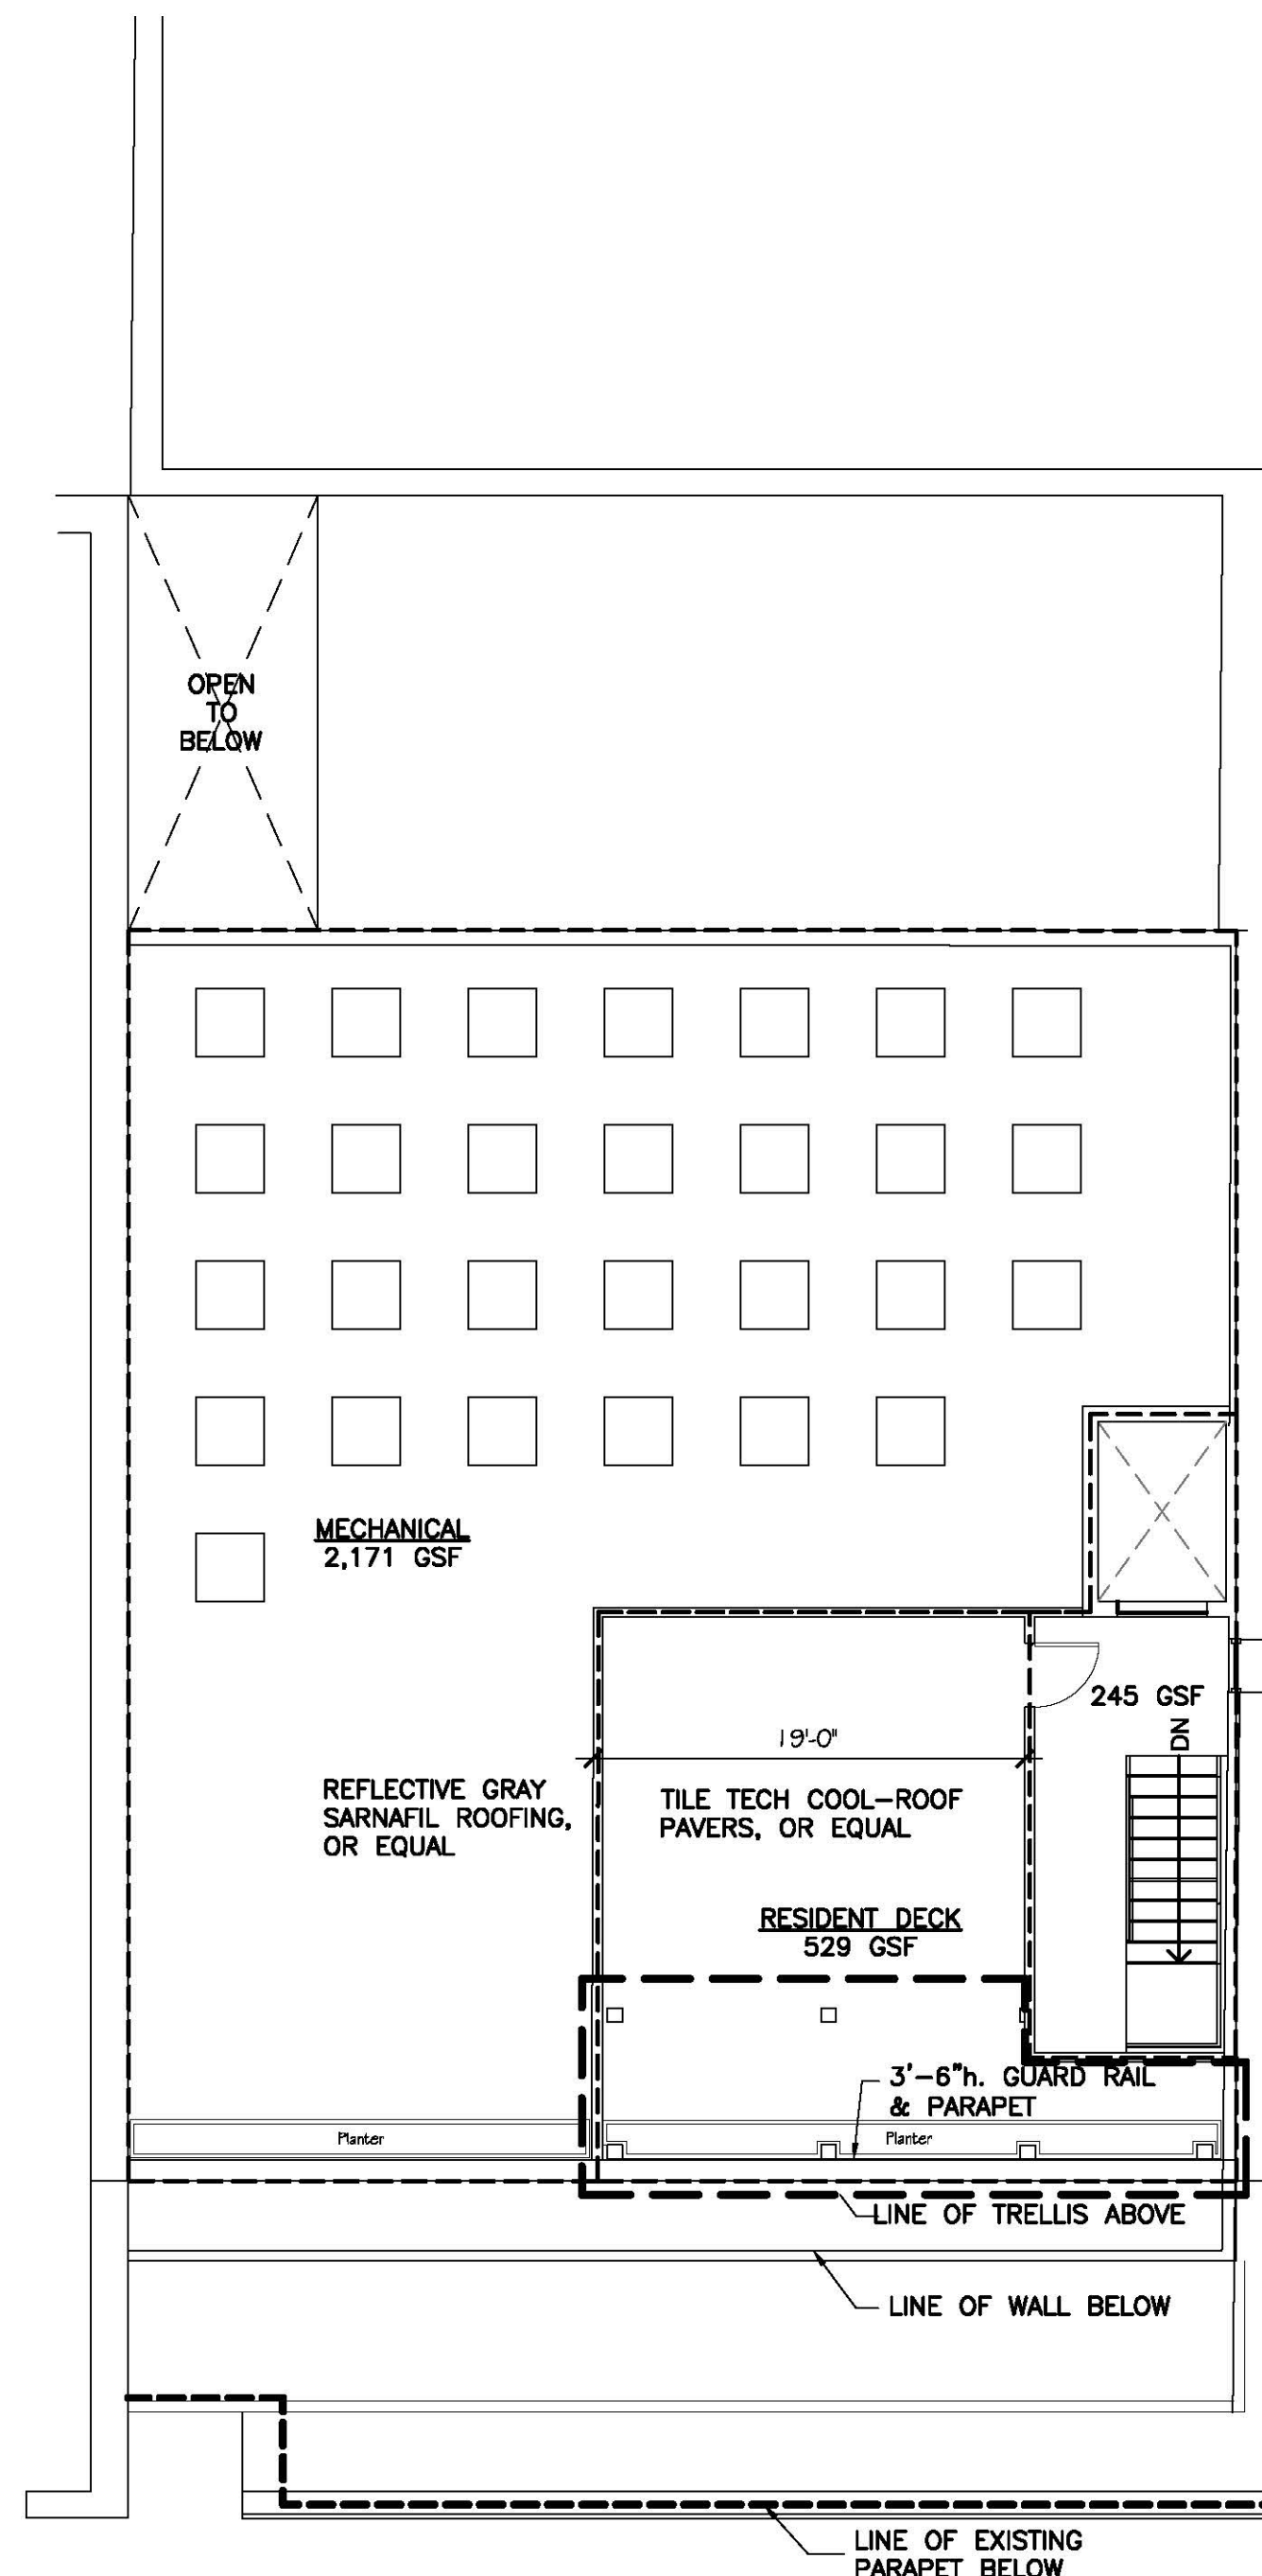 OPEN
TO
BELOW
MECHANICAL
2,171 GSF
245 GSF
DN
19'-0"
REFLECTIVE GRAY
SARNAFIL ROOFING,
OR EQUAL
TILE TECH COOL-ROOF
PAVERS, OR EQUAL
RESIDENT DECK
529 GSF
3'-6"h. GUARD RAIL
& PARAPET
Planter
Planter
LINE OF TRELLIS ABOVE
LINE OF WALL BELOW
LINE OF EXISTING
PARAPET BELOW